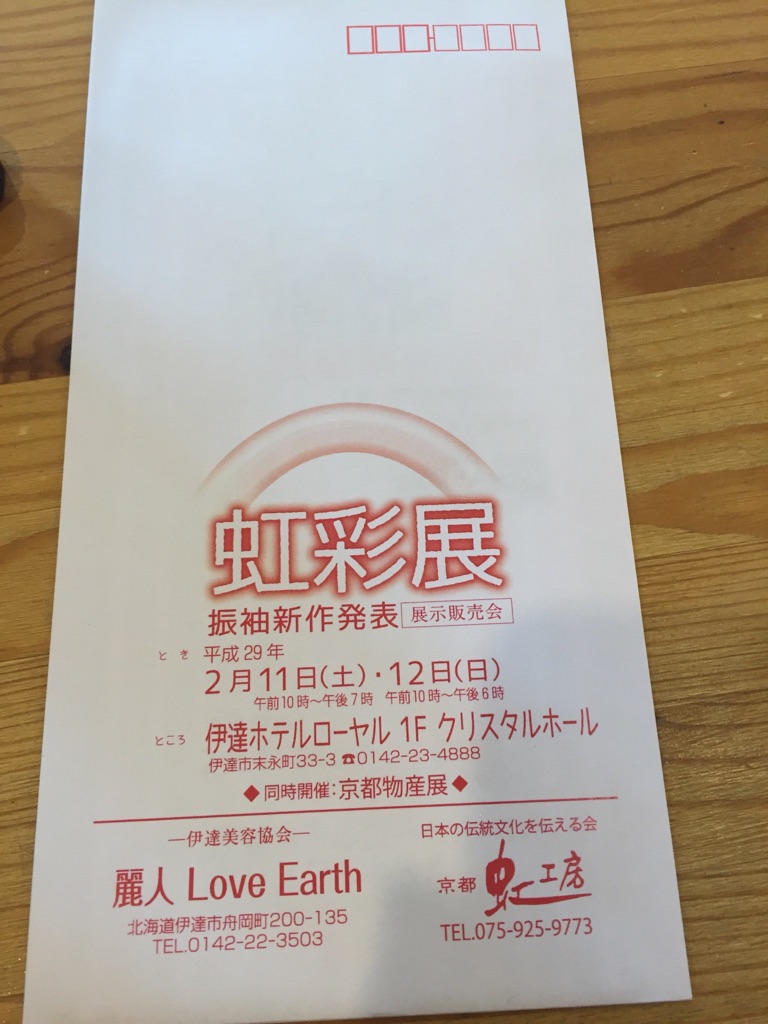 虹彩展
振袖新作発表 展示販売会
とき 平成29年
2月11日(土)・12日(日)
午前10時～午後7時 午前10時～午後6時
ところ 伊達ホテルローヤル 1F クリスタルホール
伊達市末永町33-3 ☎0142-23-4888
◆同時開催:京都物産展◆
―伊達美容協会―
麗人 Love Earth
北海道伊達市舟岡町200-135
TEL.0142-22-3503
日本の伝統文化を伝える会
京都 虹工房
TEL.075-925-9773